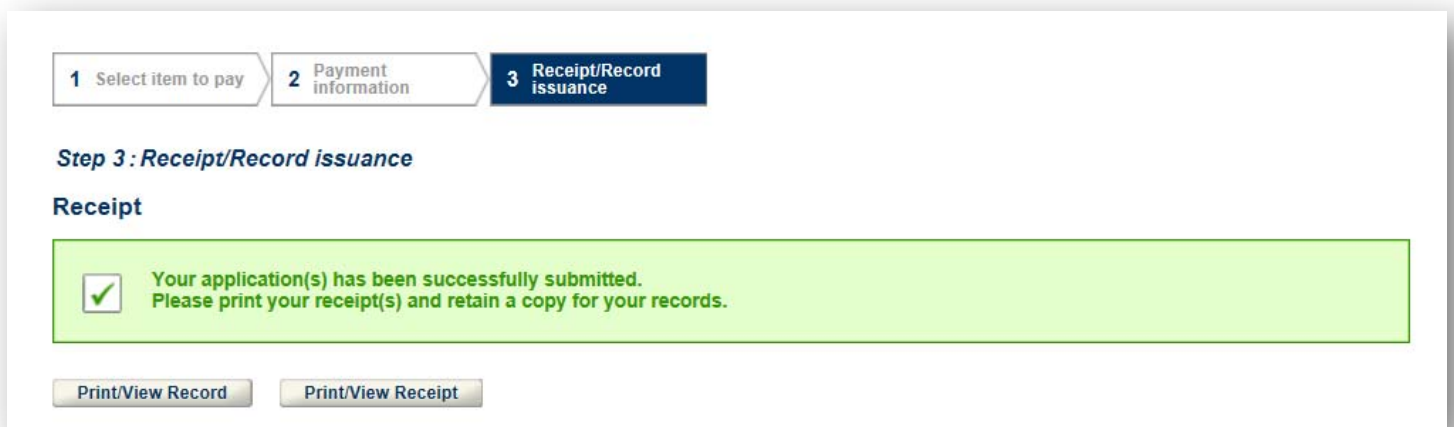 1 Select item to pay
2 Payment information
3 Receipt/Record issuance
Step 3 : Receipt/Record issuance
Receipt
Your application(s) has been successfully submitted.
Please print your receipt(s) and retain a copy for your records.
Print/View Record
Print/View Receipt